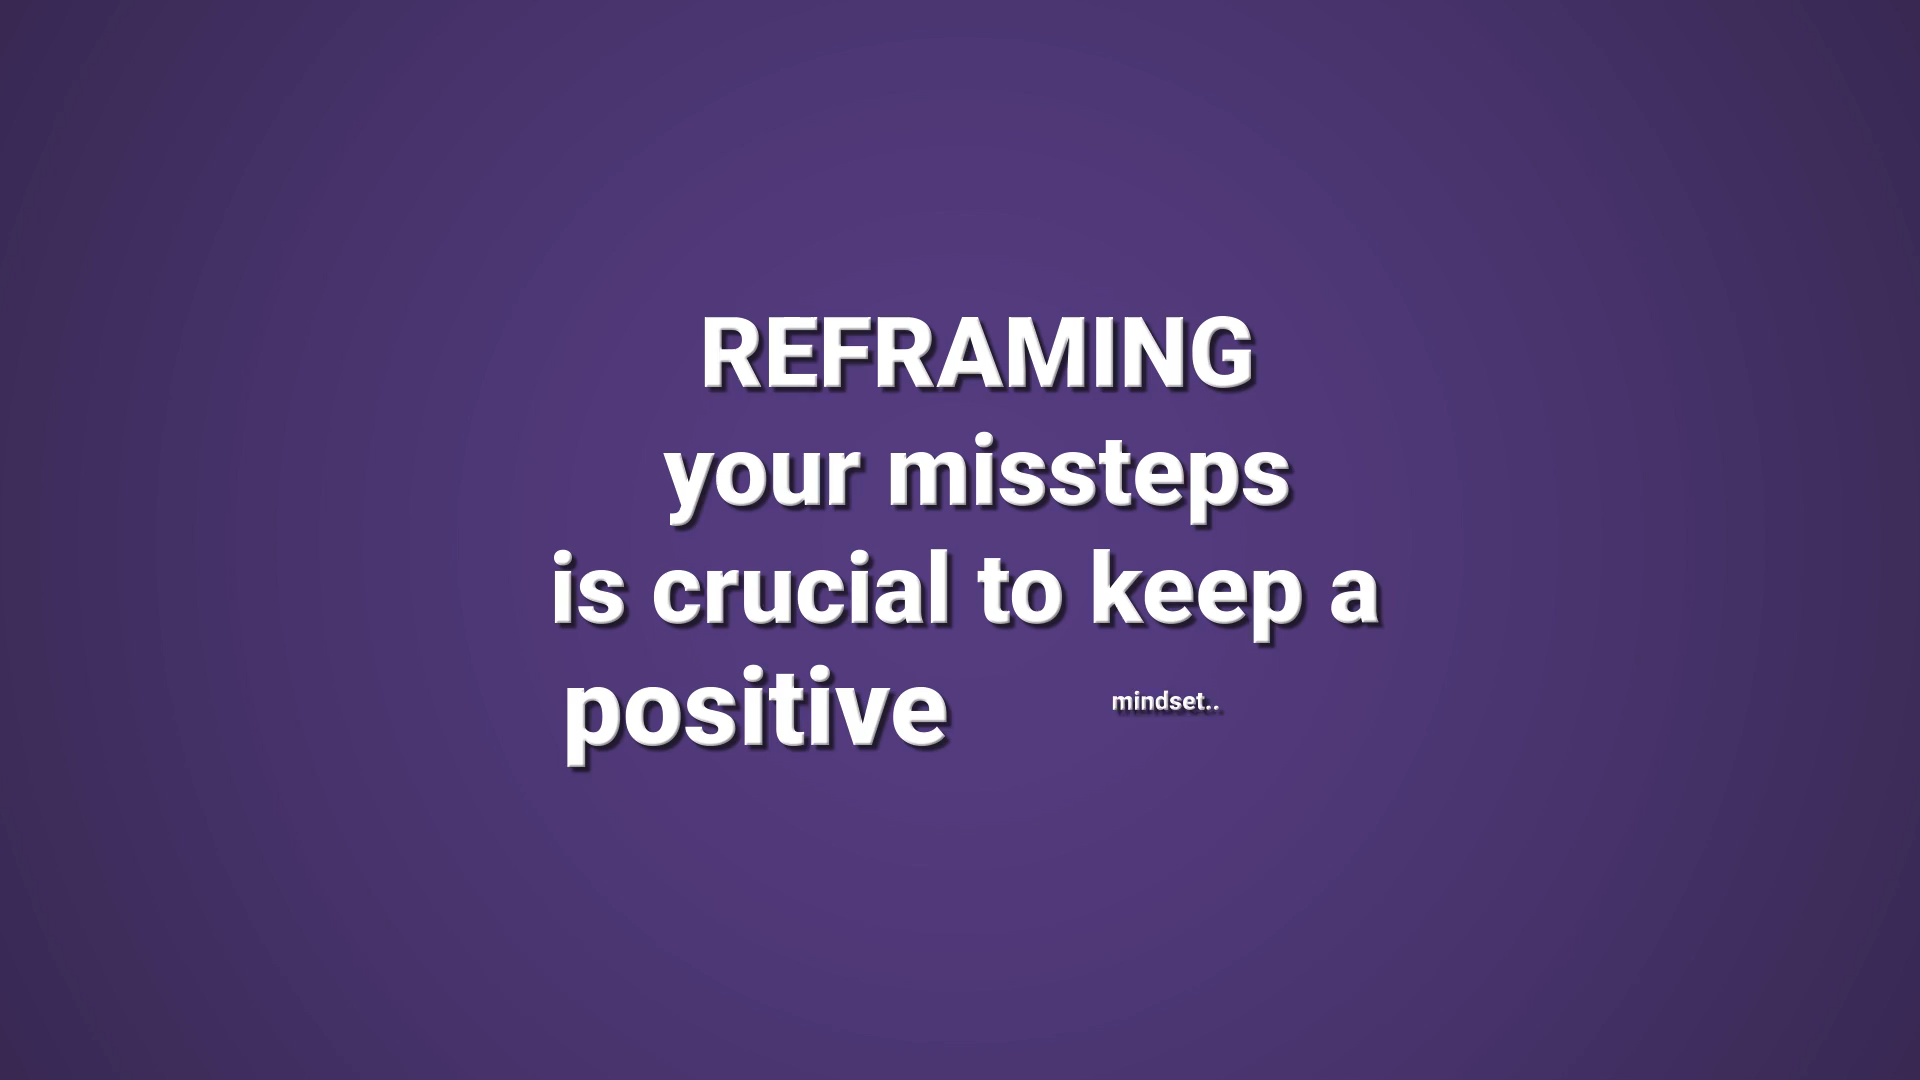 REFRAMING
your missteps
is crucial to keep a
positive mindset..